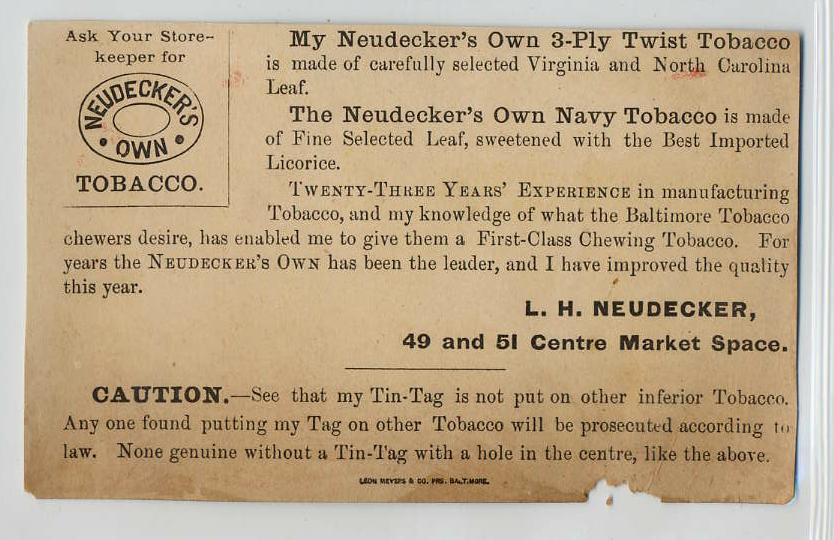 Ask Your Store-
keeper for
NEUDECKER'S
• OWN •
TOBACCO.
My Neudecker's Own 3-Ply Twist Tobacco
is made of carefully selected Virginia and North Carolina
Leaf.
The Neudecker's Own Navy Tobacco is made
of Fine Selected Leaf, sweetened with the Best Imported
Licorice.
TWENTY-THREE YEARS' EXPERIENCE in manufacturing
Tobacco, and my knowledge of what the Baltimore Tobacco
chewers desire, has enabled me to give them a First-Class Chewing Tobacco. For
years the NEUDECKER'S OWN has been the leader, and I have improved the quality
this year.
L. H. NEUDECKER,
49 and 51 Centre Market Space.
CAUTION.—See that my Tin-Tag is not put on other inferior Tobacco.
Any one found putting my Tag on other Tobacco will be prosecuted according to
law. None genuine without a Tin-Tag with a hole in the centre, like the above.
LEON MEYERS & CO. PRS. BALTIMORE.